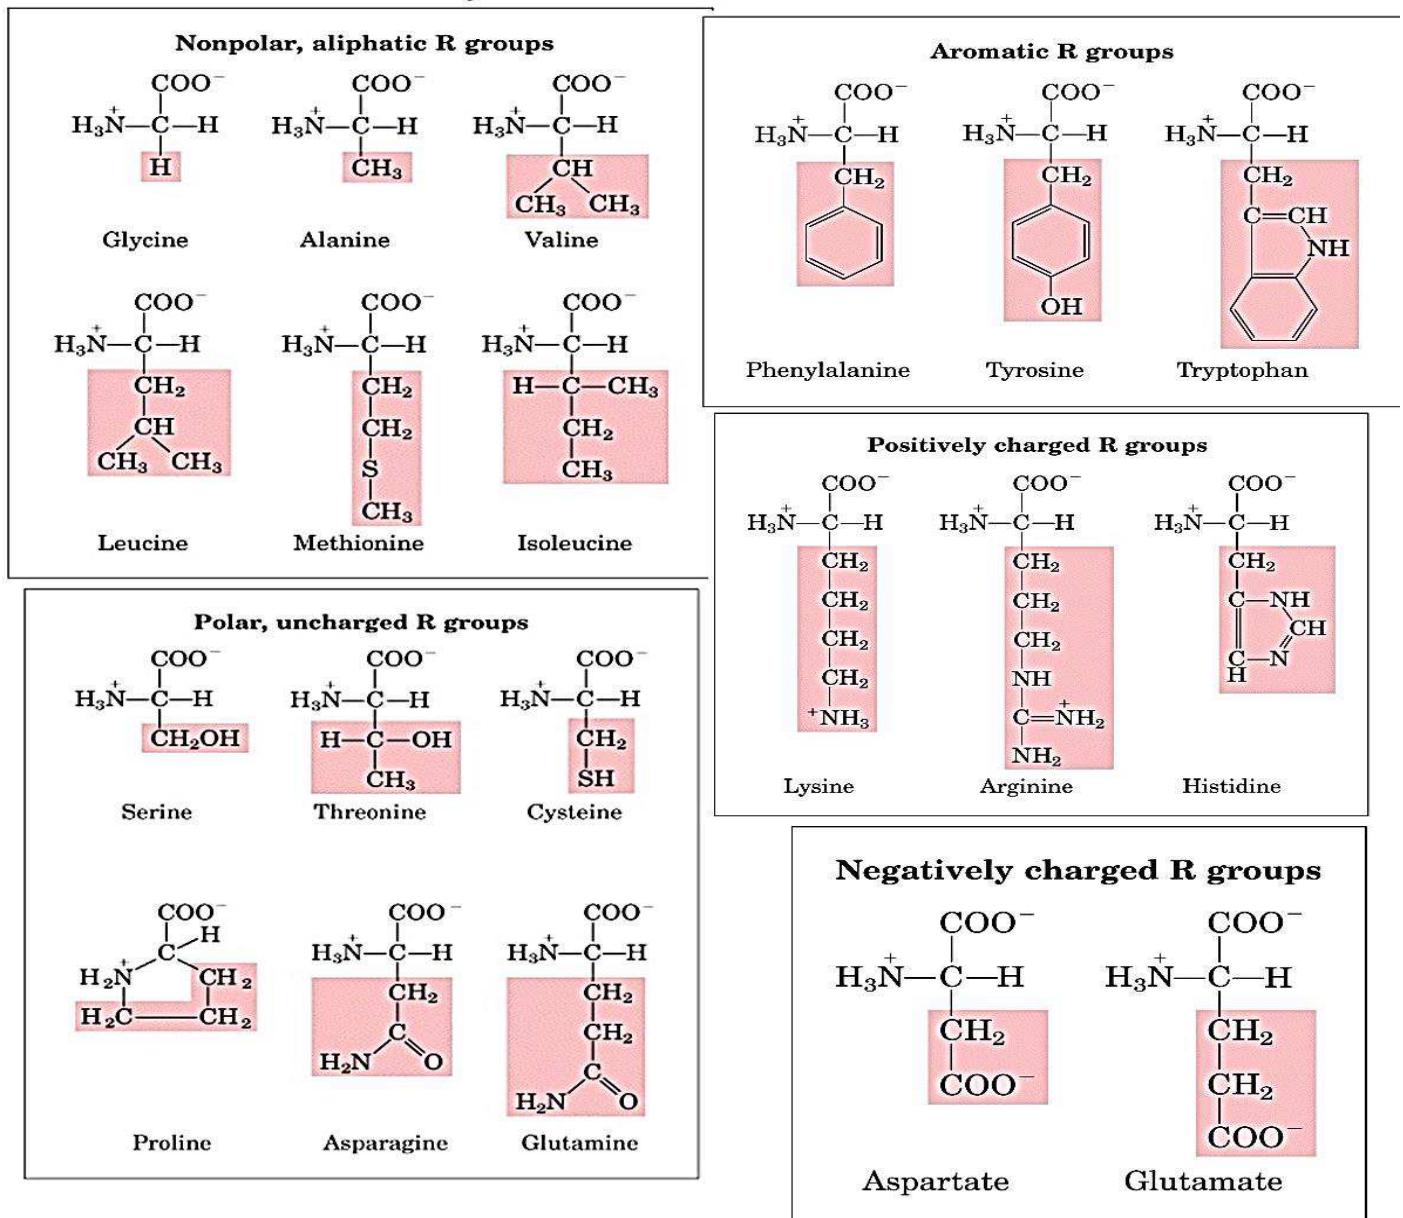 Nonpolar, aliphatic R groups
COO⁻ COO⁻ COO⁻
H₃N⁺—C—H H₃N⁺—C—H H₃N⁺—C—H
H CH₃ CH
CH₃ CH₃
Glycine Alanine Valine
COO⁻ COO⁻ COO⁻
H₃N⁺—C—H H₃N⁺—C—H H₃N⁺—C—H
CH₂ CH₂ H—C—CH₃
CH CH₂ CH₂
CH₃ CH₃ S CH₃
CH₃
Leucine Methionine Isoleucine
Aromatic R groups
COO⁻ COO⁻ COO⁻
H₃N⁺—C—H H₃N⁺—C—H H₃N⁺—C—H
CH₂ CH₂ CH₂
C=CH
NH
OH
Phenylalanine Tyrosine Tryptophan
Positively charged R groups
COO⁻ COO⁻ COO⁻
H₃N⁺—C—H H₃N⁺—C—H H₃N⁺—C—H
CH₂ CH₂ CH₂
CH₂ CH₂ C—NH
CH₂ CH₂ CH
CH₂ NH C—N
H
⁺NH₃ C=N⁺H₂
NH₂
Lysine Arginine Histidine
Polar, uncharged R groups
COO⁻ COO⁻ COO⁻
H₃N⁺—C—H H₃N⁺—C—H H₃N⁺—C—H
CH₂OH H—C—OH CH₂
CH₃ SH
Serine Threonine Cysteine
COO⁻ COO⁻ COO⁻
C H H₃N⁺—C—H H₃N⁺—C—H
H₂N⁺ CH₂ CH₂ CH₂
H₂C CH₂ C CH₂
H₂N O C
H₂N O
Proline Asparagine Glutamine
Negatively charged R groups
COO⁻ COO⁻
H₃N⁺—C—H H₃N⁺—C—H
CH₂ CH₂
COO⁻ CH₂
COO⁻
Aspartate Glutamate